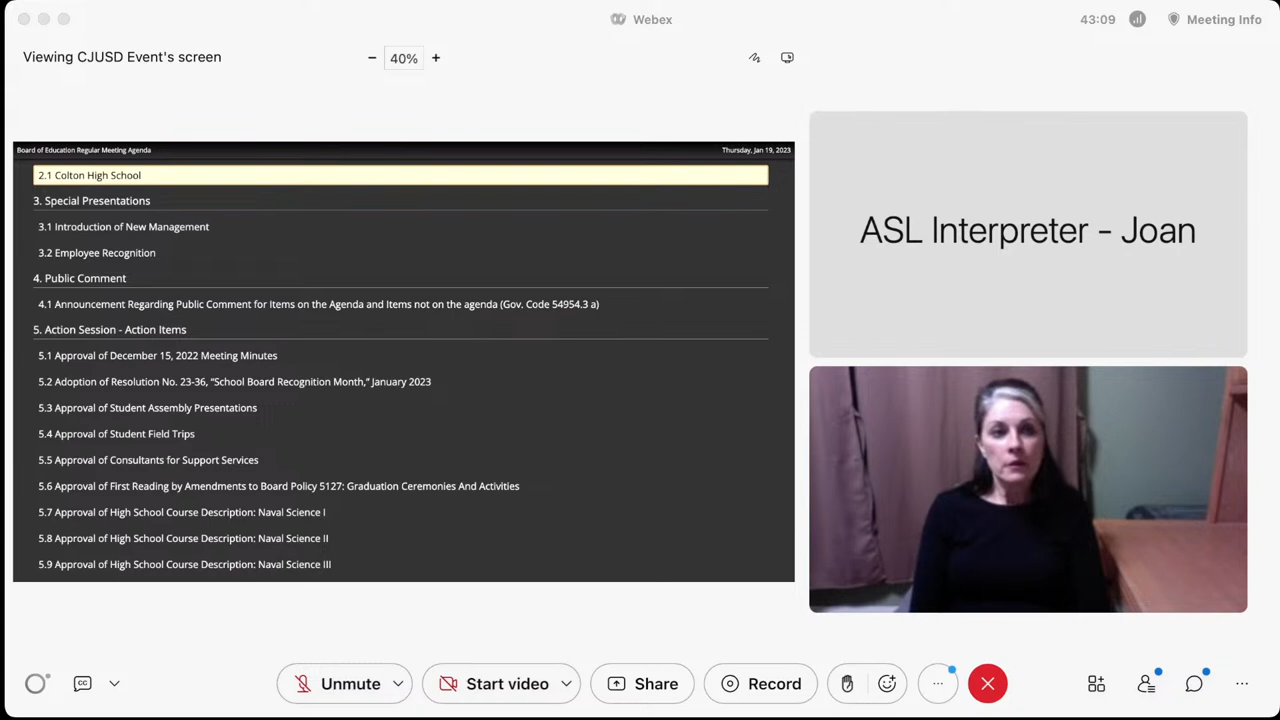 Webex
43:09
Meeting Info
Viewing CJUSD Event's screen
− 40% +
Board of Education Regular Meeting Agenda
Thursday, Jan 19, 2023
2.1 Colton High School
3. Special Presentations
3.1 Introduction of New Management
3.2 Employee Recognition
4. Public Comment
4.1 Announcement Regarding Public Comment for Items on the Agenda and Items not on the agenda (Gov. Code 54954.3 a)
5. Action Session - Action Items
5.1 Approval of December 15, 2022 Meeting Minutes
5.2 Adoption of Resolution No. 23-36, “School Board Recognition Month,” January 2023
5.3 Approval of Student Assembly Presentations
5.4 Approval of Student Field Trips
5.5 Approval of Consultants for Support Services
5.6 Approval of First Reading by Amendments to Board Policy 5127: Graduation Ceremonies And Activities
5.7 Approval of High School Course Description: Naval Science I
5.8 Approval of High School Course Description: Naval Science II
5.9 Approval of High School Course Description: Naval Science III
ASL Interpreter - Joan
CC
Unmute
Start video
Share
Record